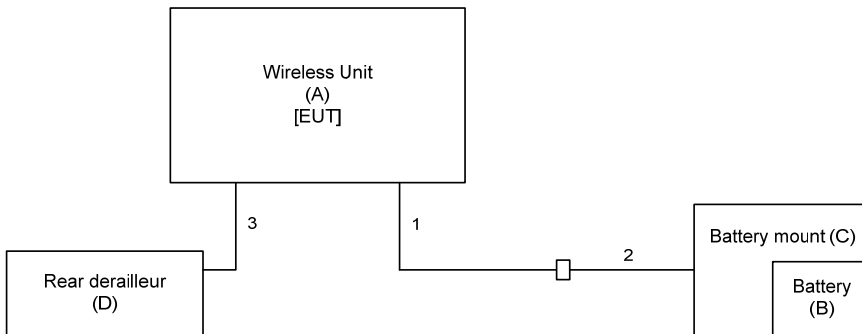 Wireless Unit
(A)
[EUT]
3
1
2
Battery mount (C)
Rear derailleur
(D)
Battery
(B)